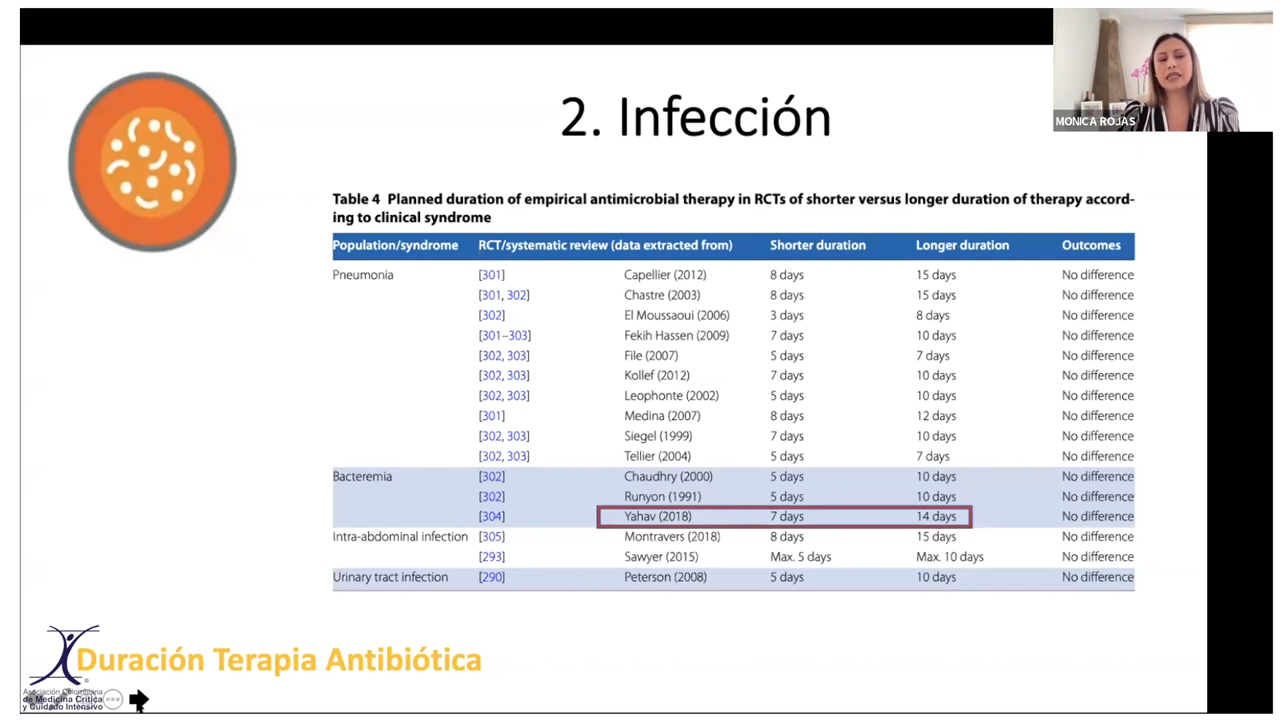 2. Infección
MONICA ROJAS
Table 4 Planned duration of empirical antimicrobial therapy in RCTs of shorter versus longer duration of therapy accord-
ing to clinical syndrome
Population/syndrome RCT/systematic review (data extracted from) Shorter duration Longer duration Outcomes
Pneumonia [301] Capellier (2012) 8 days 15 days No difference
[301, 302] Chastre (2003) 8 days 15 days No difference
[302] El Moussaoui (2006) 3 days 8 days No difference
[301–303] Fekih Hassen (2009) 7 days 10 days No difference
[302, 303] File (2007) 5 days 7 days No difference
[302, 303] Kollef (2012) 7 days 10 days No difference
[302, 303] Leophonte (2002) 5 days 10 days No difference
[301] Medina (2007) 8 days 12 days No difference
[302, 303] Siegel (1999) 7 days 10 days No difference
[302, 303] Tellier (2004) 5 days 7 days No difference
Bacteremia [302] Chaudhry (2000) 5 days 10 days No difference
[302] Runyon (1991) 5 days 10 days No difference
[304] Yahav (2018) 7 days 14 days No difference
Intra-abdominal infection [305] Montravers (2018) 8 days 15 days No difference
[293] Sawyer (2015) Max. 5 days Max. 10 days No difference
Urinary tract infection [290] Peterson (2008) 5 days 10 days No difference
Duración Terapia Antibiótica
Asociación Colombiana
de Medicina Crítica
y Cuidado Intensivo